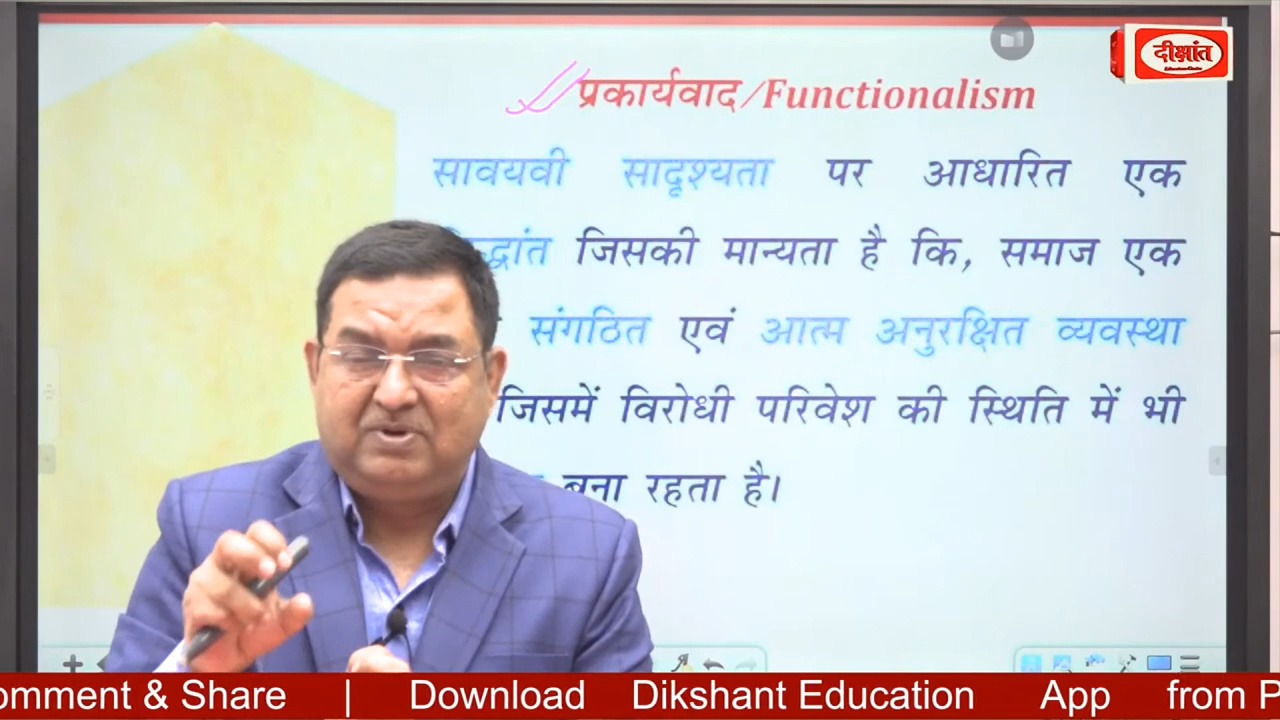 दीक्षांत
प्रकार्यवाद/Functionalism
सावयवी सादृश्यता पर आधारित एक
जिसकी मान्यता है कि, समाज एक
संगठित एवं आत्म अनुरक्षित व्यवस्था
जिसमें विरोधी परिवेश की स्थिति में भी
बना रहता है।
& Share | Download Dikshant Education App from